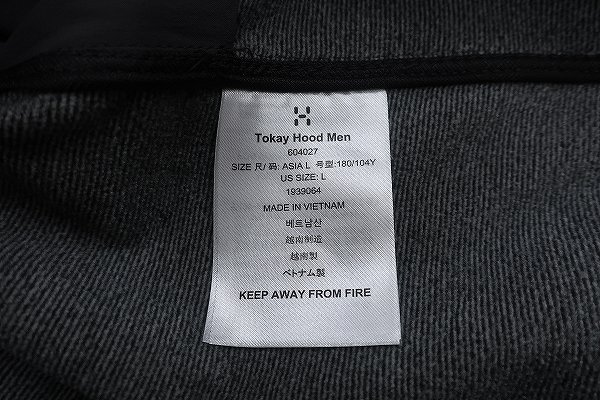 Tokay Hood Men
604027
SIZE 尺/码: ASIA L 号型:180/104Y
US SIZE: L
1939064
MADE IN VIETNAM
베트남산
越南制造
越南製
ベトナム製
KEEP AWAY FROM FIRE